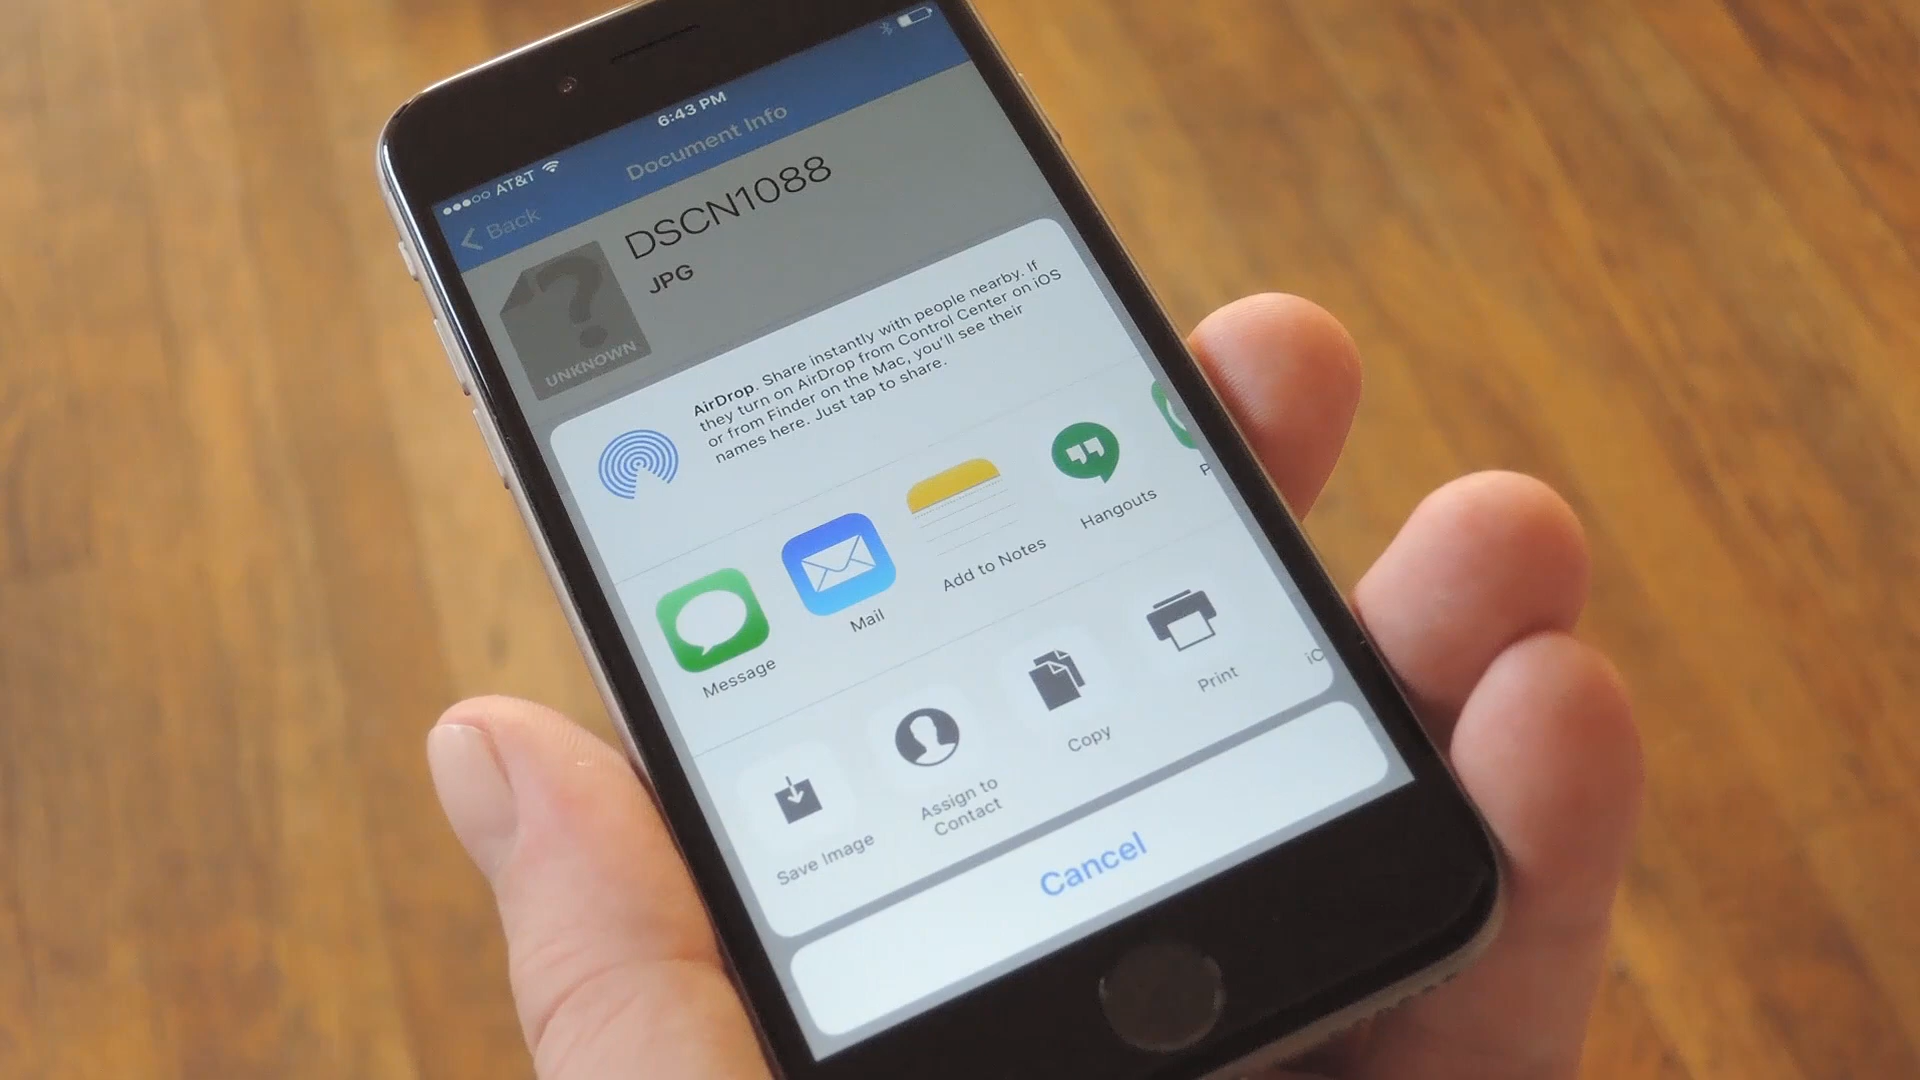 AT&T 6:43 PM
Back Document Info
DSCN1088
JPG
UNKNOWN
AirDrop. Share instantly with people nearby. If
they turn on AirDrop from Control Center on iOS
or from Finder on the Mac, you'll see their
names here. Just tap to share.
Message Mail Add to Notes Hangouts P
Save Image Assign to Contact Copy Print iC
Cancel